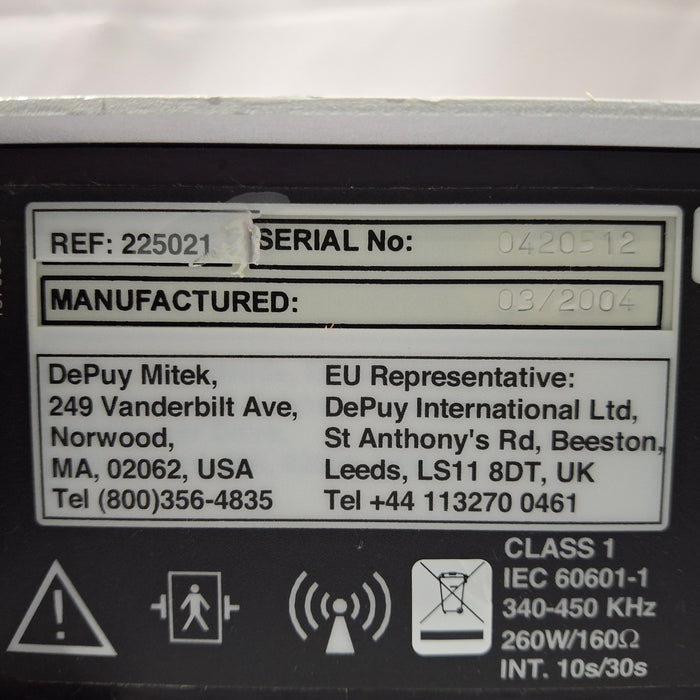 REF: 225021 SERIAL No: 0420512
MANUFACTURED: 03/2004
DePuy Mitek,
249 Vanderbilt Ave,
Norwood,
MA, 02062, USA
Tel (800)356-4835
EU Representative:
DePuy International Ltd,
St Anthony's Rd, Beeston,
Leeds, LS11 8DT, UK
Tel +44 113270 0461
CLASS 1
IEC 60601-1
340-450 KHz
260W/160Ω
INT. 10s/30s